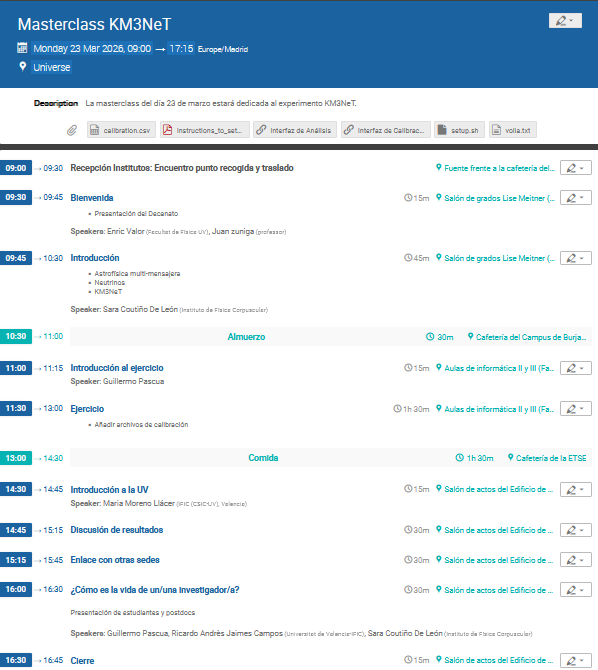 Masterclass KM3NeT
Monday 23 Mar 2026, 09:00 → 17:15 Europe/Madrid
Universe
Description La masterclass del día 23 de marzo estará dedicada al experimento KM3NeT.
calibration.csv instructions_to_set... Interfaz de Análisis Interfaz de Calibrac... setup.sh voila.txt
09:00 → 09:30 Recepción Institutos: Encuentro punto recogida y traslado Fuente frente a la cafetería del...
09:30 → 09:45 Bienvenida 15m Salón de grados Lise Meitner (...
• Presentación del Decanato
Speakers: Enric Valor (Facultat de Física UV), Juan zuniga (professor)
09:45 → 10:30 Introducción 45m Salón de grados Lise Meitner (...
• Astrofísica multi-mensajera
• Neutrinos
• KM3NeT
Speaker: Sara Coutiño De León (Instituto de Física Corpuscular)
10:30 → 11:00 Almuerzo 30m Cafetería del Campus de Burja...
11:00 → 11:15 Introducción al ejercicio 15m Aulas de informática II y III (Fa...
Speaker: Guillermo Pascua
11:30 → 13:00 Ejercicio 1h 30m Aulas de informática II y III (Fa...
• Añadir archivos de calibración
13:00 → 14:30 Comida 1h 30m Cafetería de la ETSE
14:30 → 14:45 Introducción a la UV 15m Salón de actos del Edificio de ...
Speaker: Maria Moreno Llácer (IFIC (CSIC-UV), Valencia)
14:45 → 15:15 Discusión de resultados 30m Salón de actos del Edificio de ...
15:15 → 15:45 Enlace con otras sedes 30m Salón de actos del Edificio de ...
16:00 → 16:30 ¿Cómo es la vida de un/una investigador/a? 30m Salón de actos del Edificio de ...
Presentación de estudiantes y postdocs
Speakers: Guillermo Pascua, Ricardo Andrés Jaimes Campos (Universitat de València-IFIC), Sara Coutiño De León (Instituto de Física Corpuscular)
16:30 → 16:45 Cierre 15m Salón de actos del Edificio de ...